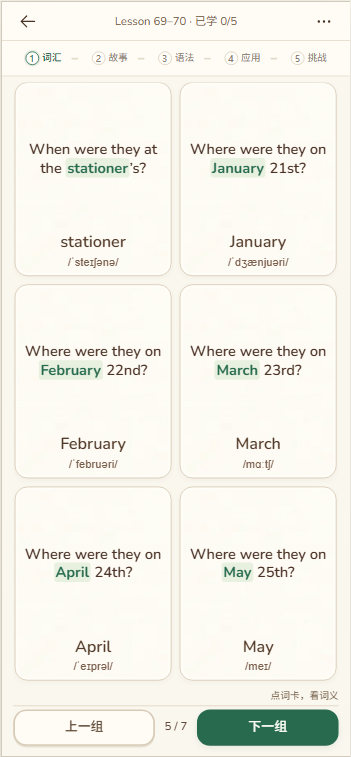 Lesson 69–70 · 已学 0/5
1 词汇 – 2 故事 – 3 语法 – 4 应用 – 5 挑战
When were they at
the stationer's?
stationer
/ˈsteɪʃənə/
Where were they on
January 21st?
January
/ˈdʒænjuəri/
Where were they on
February 22nd?
February
/ˈfebruəri/
Where were they on
March 23rd?
March
/mɑːtʃ/
Where were they on
April 24th?
April
/ˈeɪprəl/
Where were they on
May 25th?
May
/meɪ/
点词卡，看词义
上一组 5 / 7 下一组